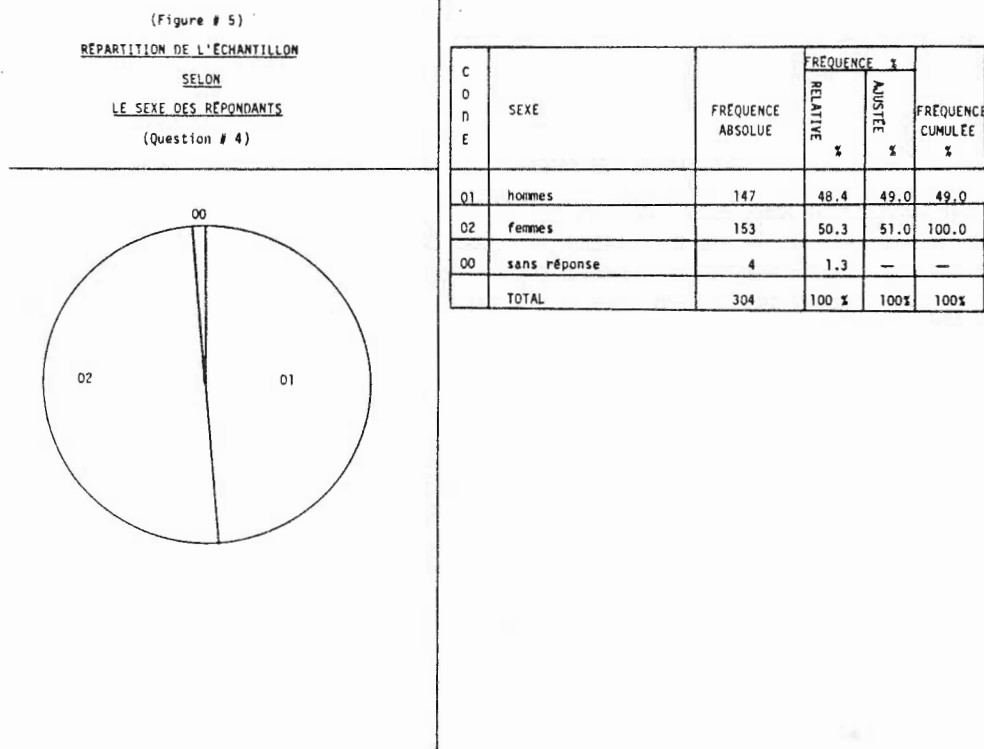 (Figure # 5)
RÉPARTITION DE L'ÉCHANTILLON
SELON
LE SEXE DES RÉPONDANTS
(Question # 4)
00
02
01
CODE SEXE FRÉQUENCE ABSOLUE FRÉQUENCE % RELATIVE % AJUSTÉE % FRÉQUENCE CUMULÉE %
01 hommes 147 48.4 49.0 49.0
02 femmes 153 50.3 51.0 100.0
00 sans réponse 4 1.3 — —
TOTAL 304 100 % 100% 100%